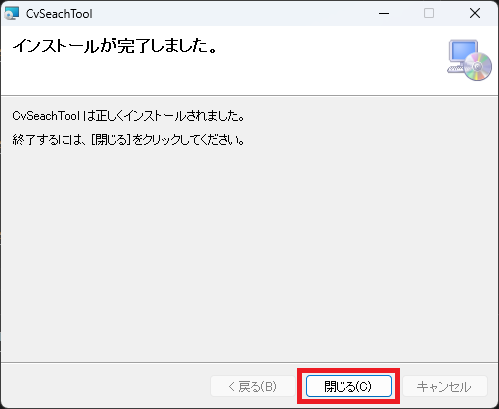 CvSeachTool
インストールが完了しました。
CvSeachTool は正しくインストールされました。
終了するには、[閉じる]をクリックしてください。
< 戻る(B)
閉じる(C)
キャンセル